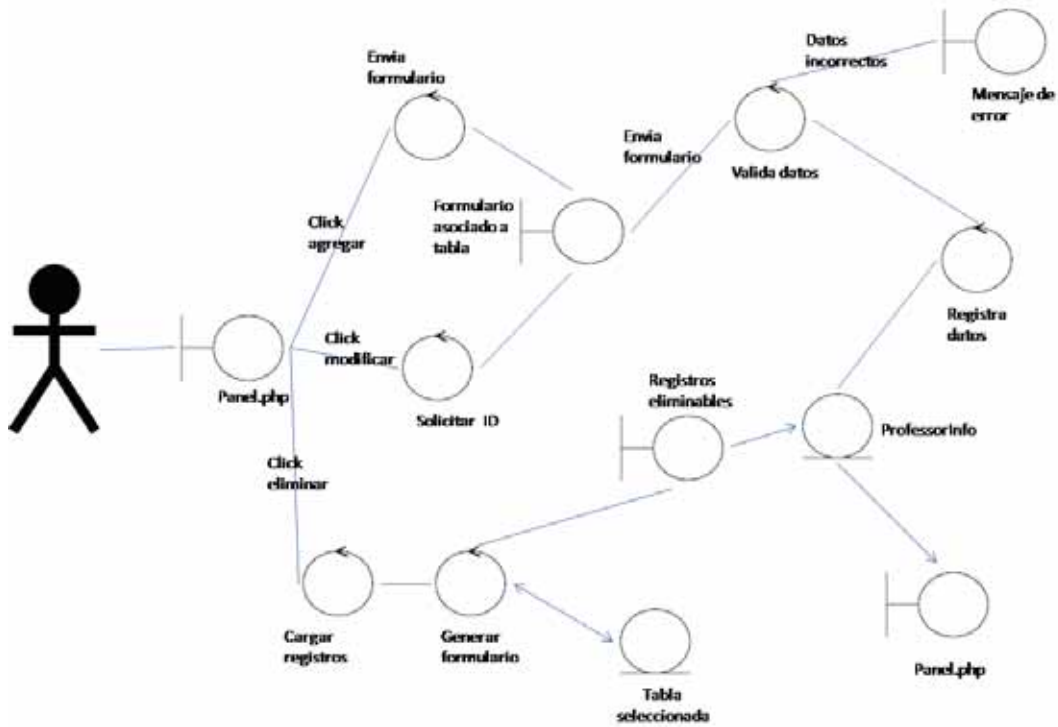 Datos
incorrectos
Mensaje de
error
Envia
formulario
Envia
formulario
Valida datos
Formulario
asociado a
tabla
Click
agregar
Registra
datos
Click
modificar
Panel.php
Solicitar ID
Registros
eliminables
ProfessorInfo
Click
eliminar
Cargar
registros
Generar
formulario
Tabla
seleccionada
Panel.php